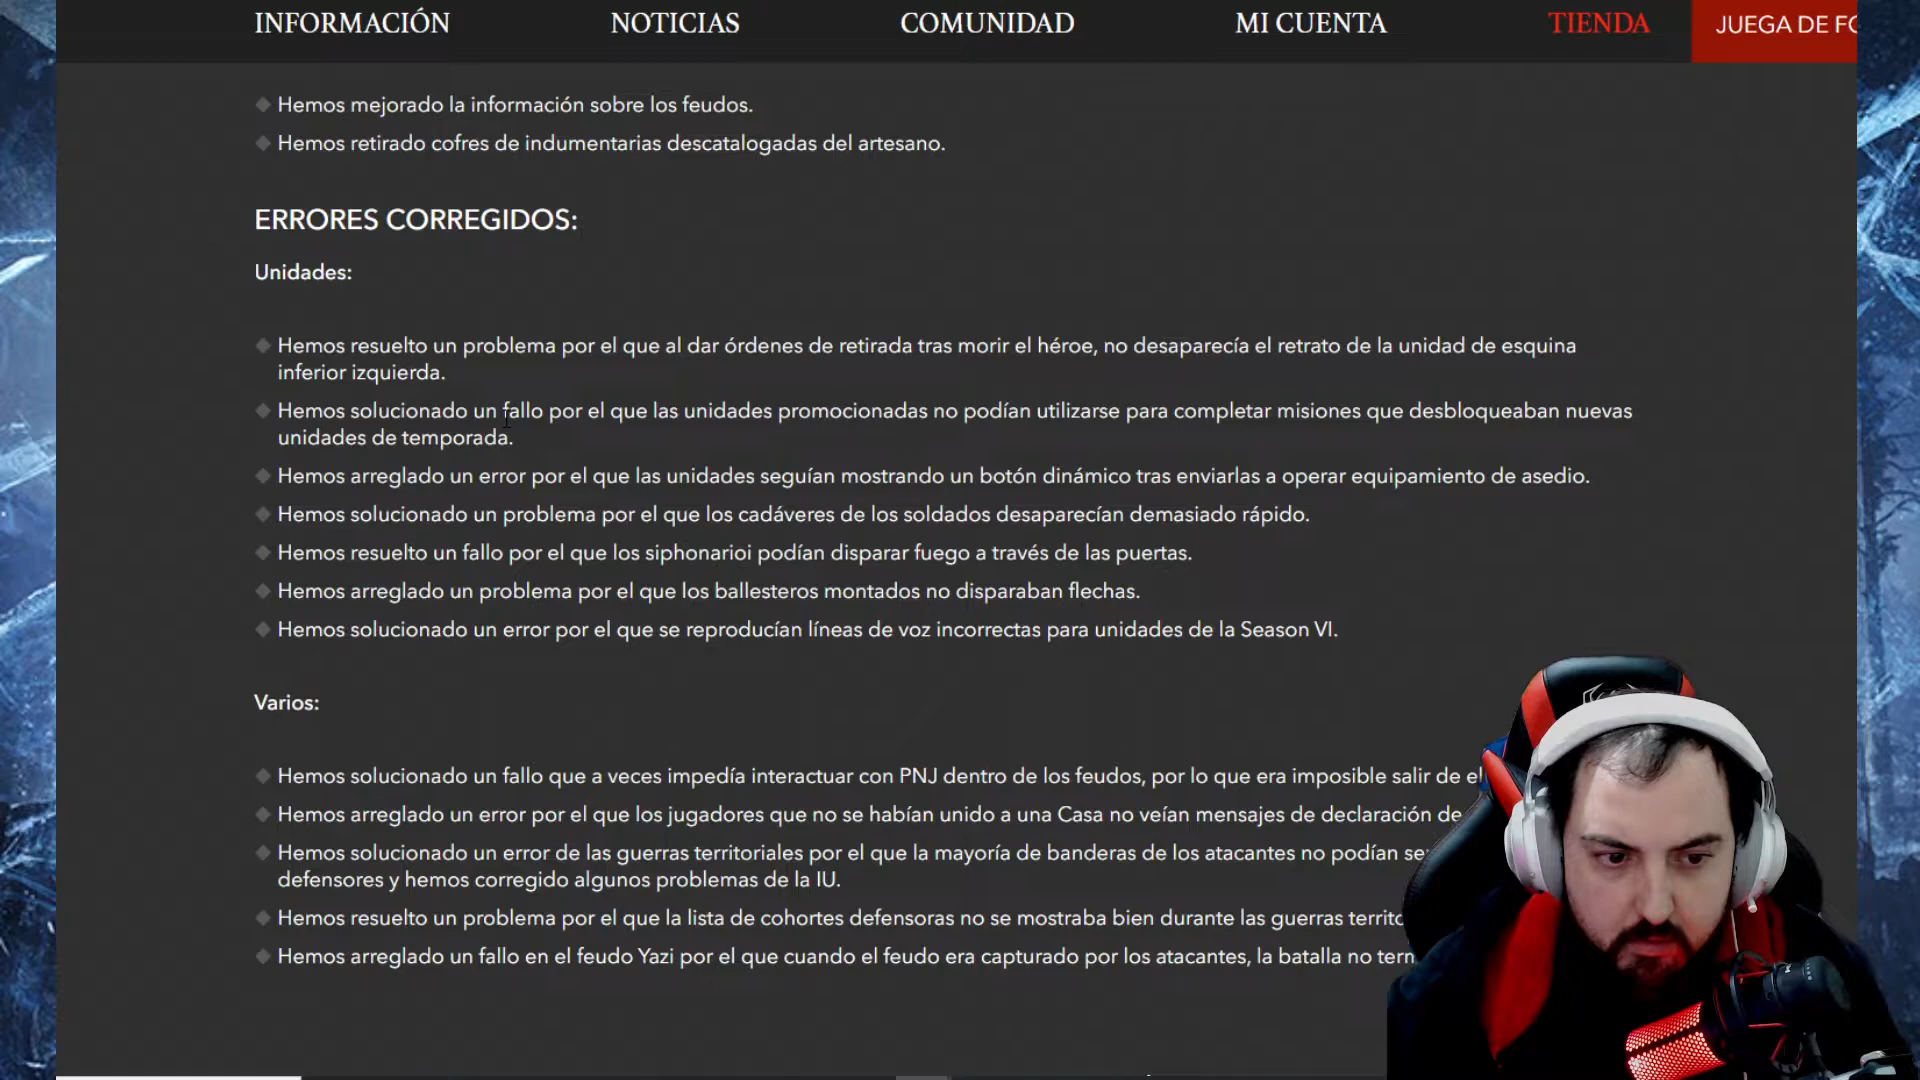 INFORMACIÓN NOTICIAS COMUNIDAD MI CUENTA TIENDA JUEGA DE
Hemos mejorado la información sobre los feudos.
Hemos retirado cofres de indumentarias descatalogadas del artesano.
ERRORES CORREGIDOS:
Unidades:
Hemos resuelto un problema por el que al dar órdenes de retirada tras morir el héroe, no desaparecía el retrato de la unidad de esquina
inferior izquierda.
Hemos solucionado un fallo por el que las unidades promocionadas no podían utilizarse para completar misiones que desbloqueaban nuevas
unidades de temporada.
Hemos arreglado un error por el que las unidades seguían mostrando un botón dinámico tras enviarlas a operar equipamiento de asedio.
Hemos solucionado un problema por el que los cadáveres de los soldados desaparecían demasiado rápido.
Hemos resuelto un fallo por el que los siphonarioi podían disparar fuego a través de las puertas.
Hemos arreglado un problema por el que los ballesteros montados no disparaban flechas.
Hemos solucionado un error por el que se reproducían líneas de voz incorrectas para unidades de la Season VI.
Varios:
Hemos solucionado un fallo que a veces impedía interactuar con PNJ dentro de los feudos, por lo que era imposible salir de
Hemos arreglado un error por el que los jugadores que no se habían unido a una Casa no veían mensajes de declaración de
Hemos solucionado un error de las guerras territoriales por el que la mayoría de banderas de los atacantes no podían
defensores y hemos corregido algunos problemas de la IU.
Hemos resuelto un problema por el que la lista de cohortes defensoras no se mostraba bien durante las guerras
Hemos arreglado un fallo en el feudo Yazi por el que cuando el feudo era capturado por los atacantes, la batalla no